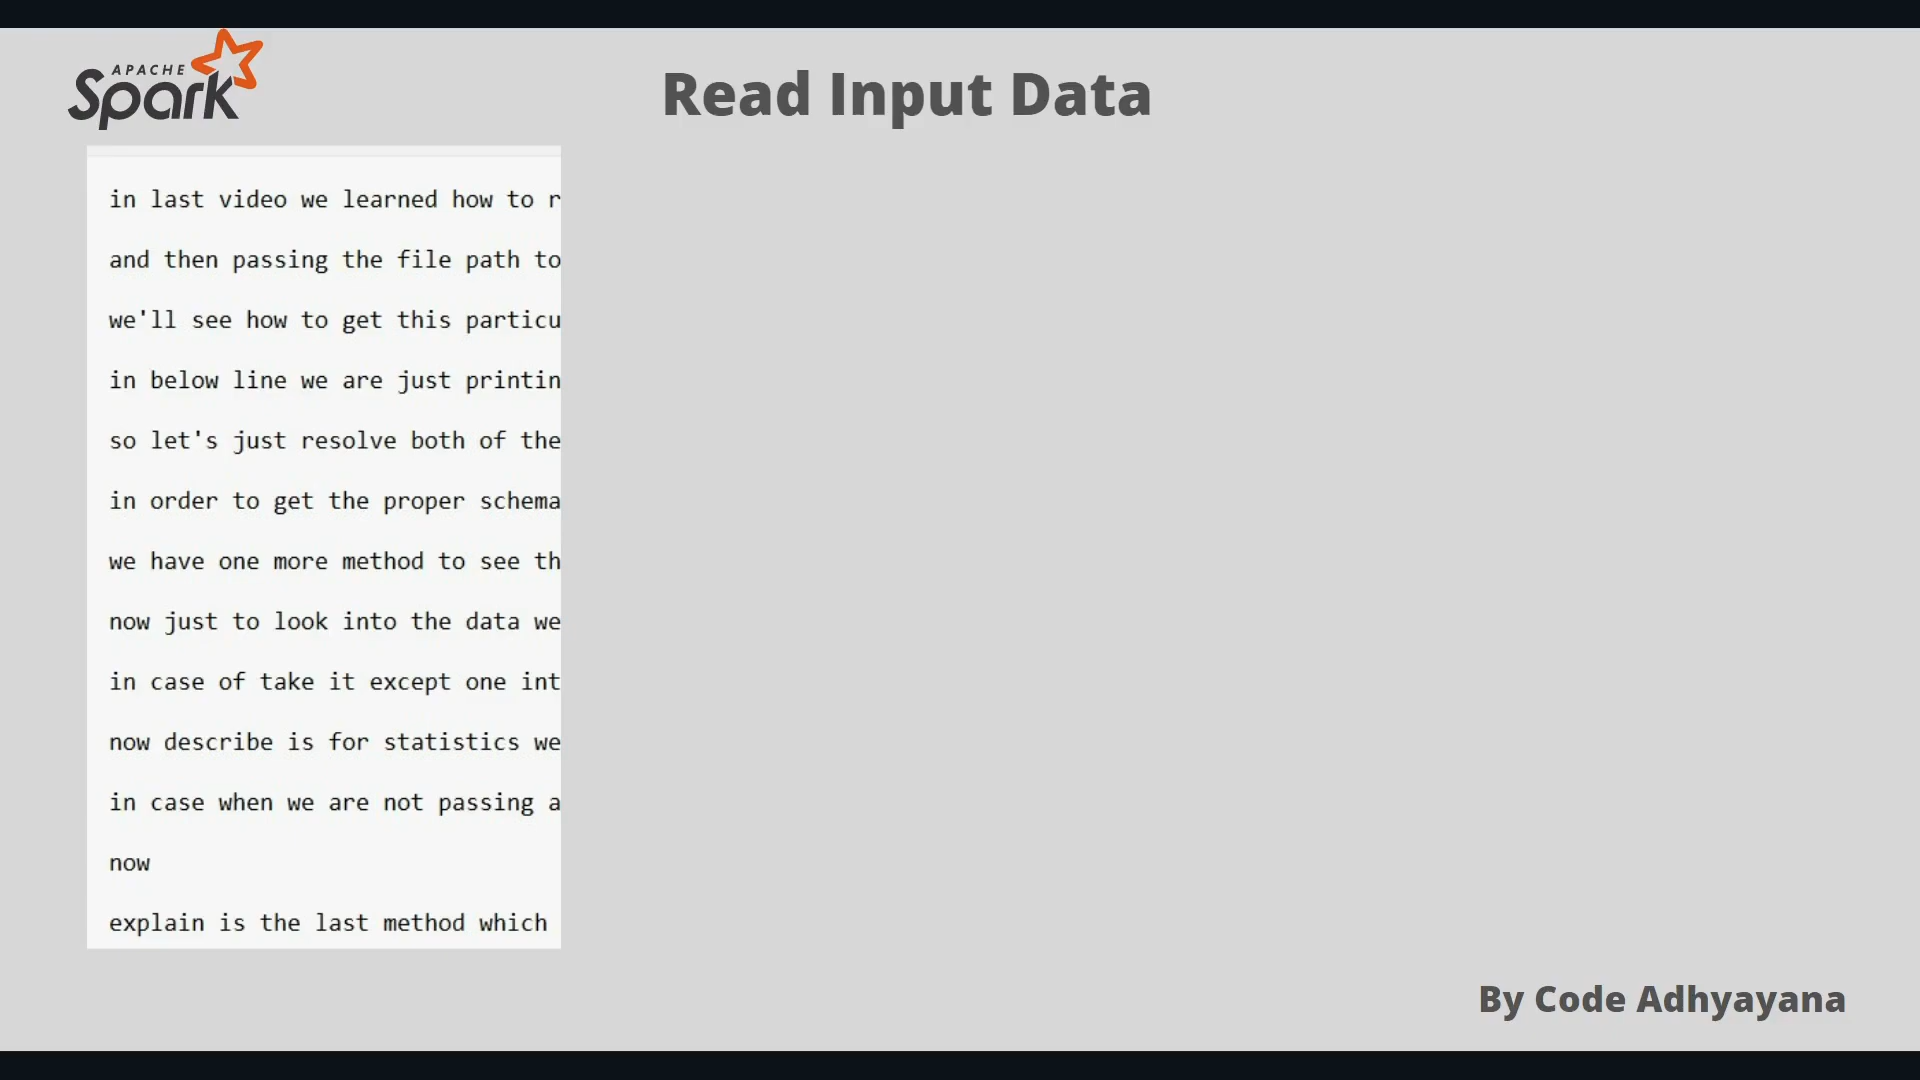 APACHE
Spark
Read Input Data
in last video we learned how to r
and then passing the file path to
we'll see how to get this particu
in below line we are just printin
so let's just resolve both of the
in order to get the proper schema
we have one more method to see th
now just to look into the data we
in case of take it except one int
now describe is for statistics we
in case when we are not passing a
now
explain is the last method which
By Code Adhyayana